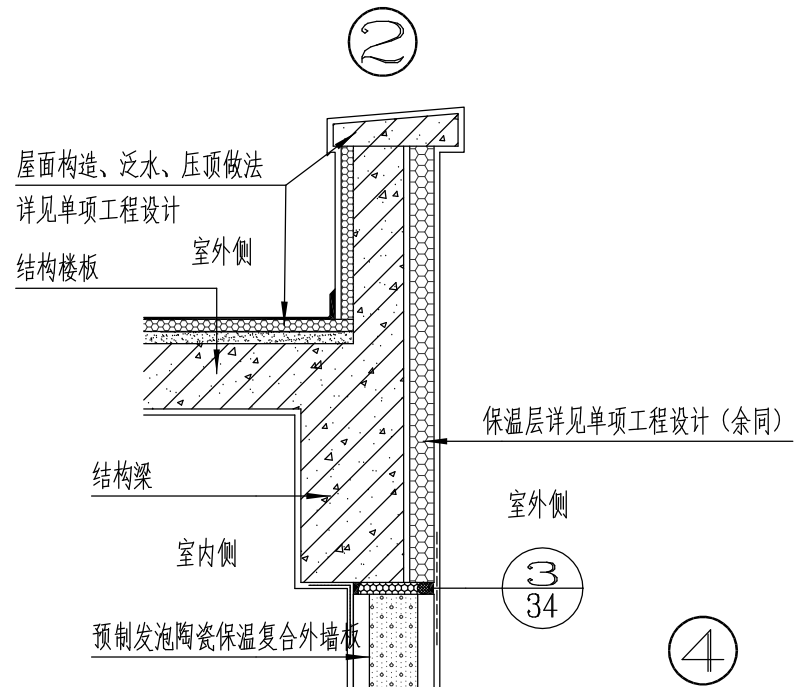 2
屋面构造、泛水、压顶做法
详见单项工程设计
室外侧
结构楼板
保温层详见单项工程设计（余同）
结构梁
室外侧
室内侧
3
34
预制发泡陶瓷保温复合外墙板
4